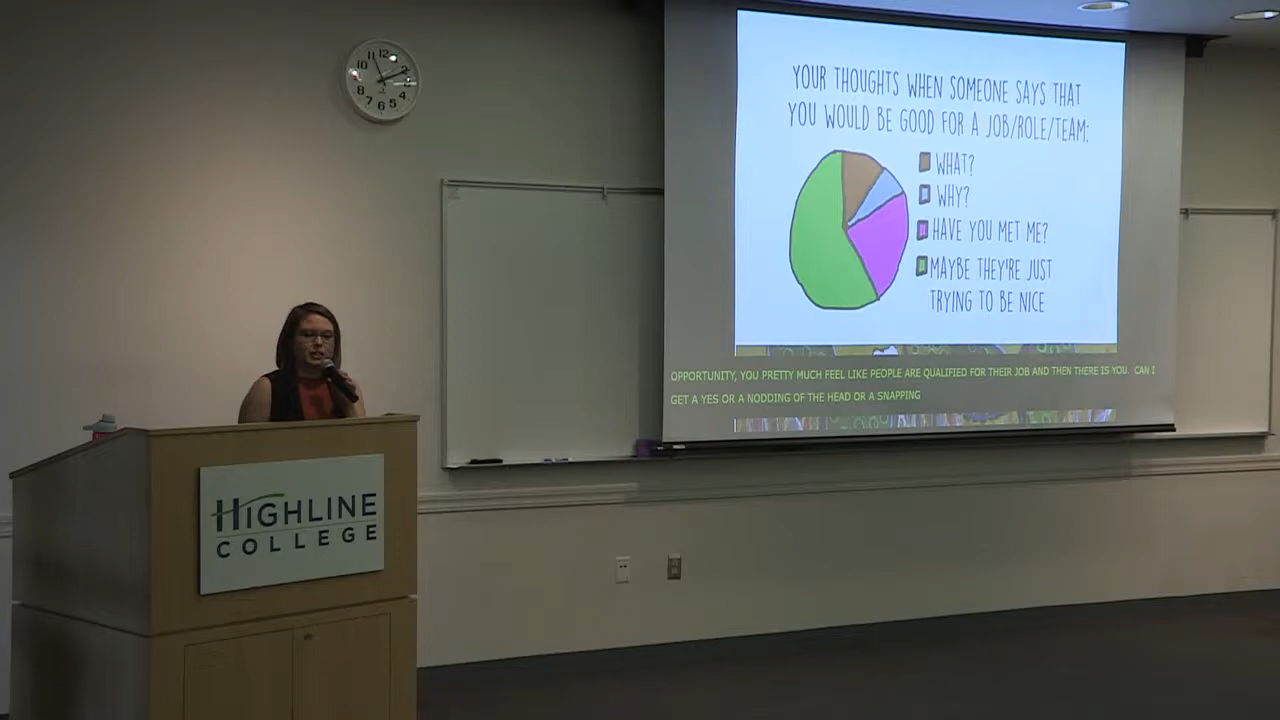 YOUR THOUGHTS WHEN SOMEONE SAYS THAT
YOU WOULD BE GOOD FOR A JOB/ROLE/TEAM:
WHAT?
WHY?
HAVE YOU MET ME?
MAYBE THEY'RE JUST
TRYING TO BE NICE
OPPORTUNITY, YOU PRETTY MUCH FEEL LIKE PEOPLE ARE QUALIFIED FOR THEIR JOB AND THEN THERE IS YOU. CAN I
GET A YES OR A NODDING OF THE HEAD OR A SNAPPING
HIGHLINE
COLLEGE